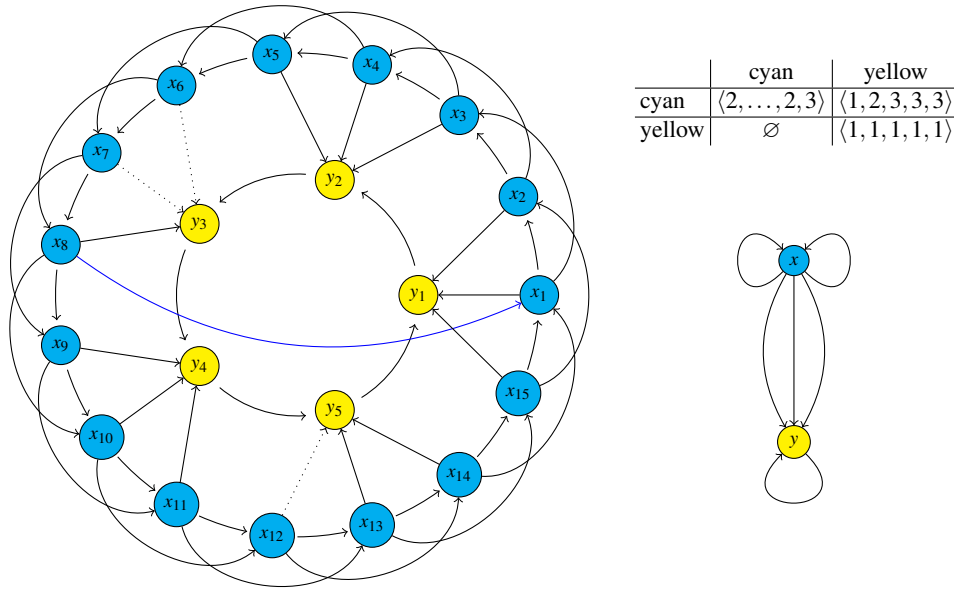 x₅
x₄
x₆
x₃
x₇
y₂
x₂
y₃
x₈
y₁
x₁
x₉
y₄
x₁₅
y₅
x₁₀
x₁₄
x₁₁
x₁₂
x₁₃
cyan yellow
cyan ⟨2,…,2,3⟩ ⟨1,2,3,3,3⟩
yellow ∅ ⟨1,1,1,1,1⟩
x
y